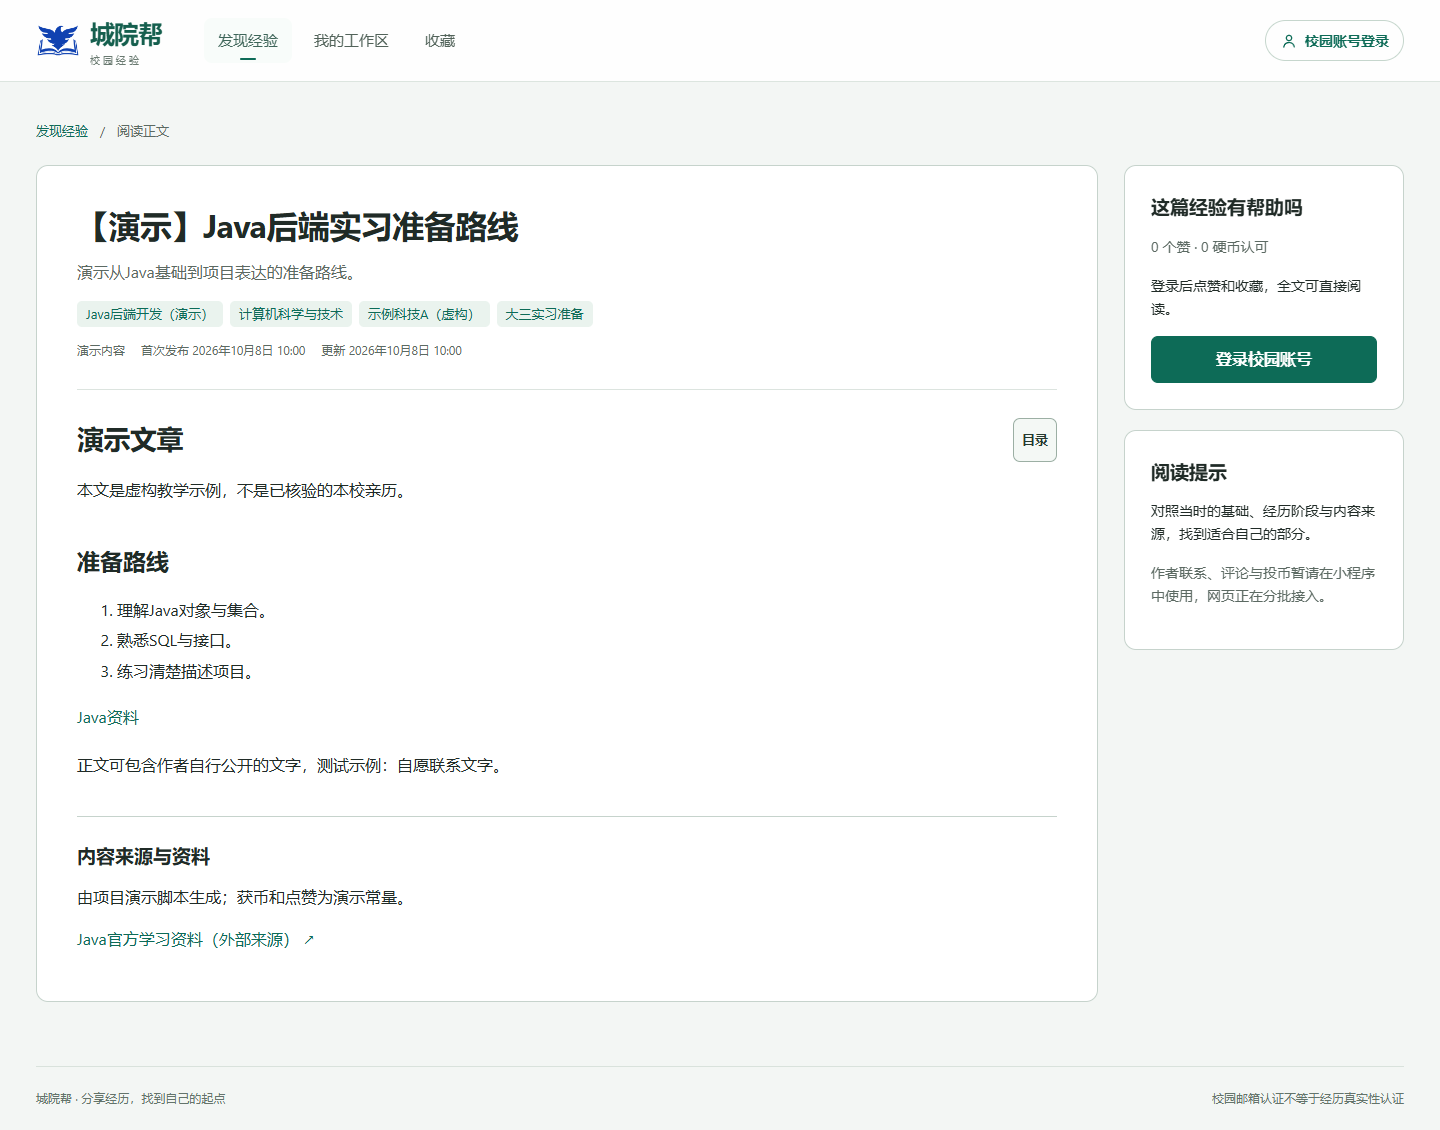 城院帮
校园经验
发现经验
我的工作区
收藏
校园账号登录
发现经验 / 阅读正文
【演示】Java后端实习准备路线
演示从Java基础到项目表达的准备路线。
Java后端开发（演示） 计算机科学与技术 示例科技A（虚构） 大三实习准备
演示内容 首次发布 2026年10月8日 10:00 更新 2026年10月8日 10:00
演示文章
目录
本文是虚构教学示例，不是已核验的本校亲历。
准备路线
1. 理解Java对象与集合。
2. 熟悉SQL与接口。
3. 练习清楚描述项目。
Java资料
正文可包含作者自行公开的文字，测试示例：自愿联系文字。
内容来源与资料
由项目演示脚本生成；获币和点赞为演示常量。
Java官方学习资料（外部来源） ↗
这篇经验有帮助吗
0 个赞 · 0 硬币认可
登录后点赞和收藏，全文可直接阅
读。
登录校园账号
阅读提示
对照当时的基础、经历阶段与内容来
源，找到适合自己的部分。
作者联系、评论与投币暂请在小程序
中使用，网页正在分批接入。
城院帮 · 分享经历，找到自己的起点
校园邮箱认证不等于经历真实性认证